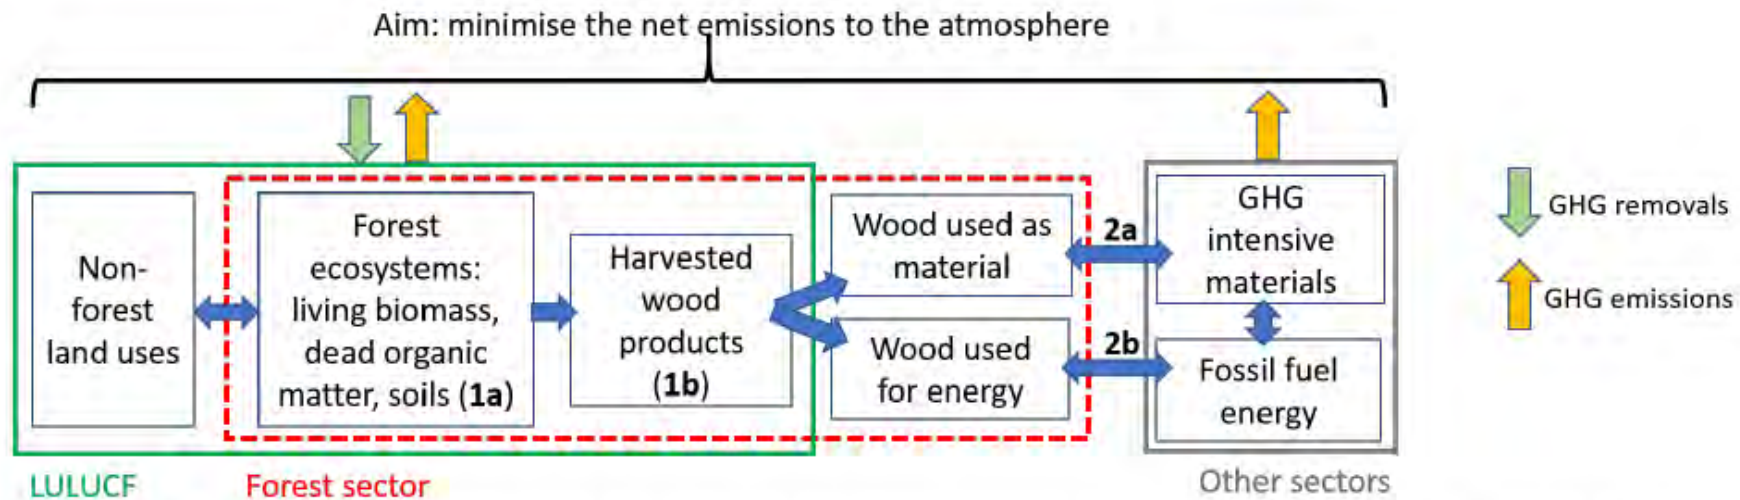 Aim: minimise the net emissions to the atmosphere
Non-
forest
land uses
Forest
ecosystems:
living biomass,
dead organic
matter, soils (1a)
Harvested
wood
products
(1b)
Wood used as
material
Wood used
for energy
2a
2b
GHG
intensive
materials
Fossil fuel
energy
GHG removals
GHG emissions
LULUCF
Forest sector
Other sectors